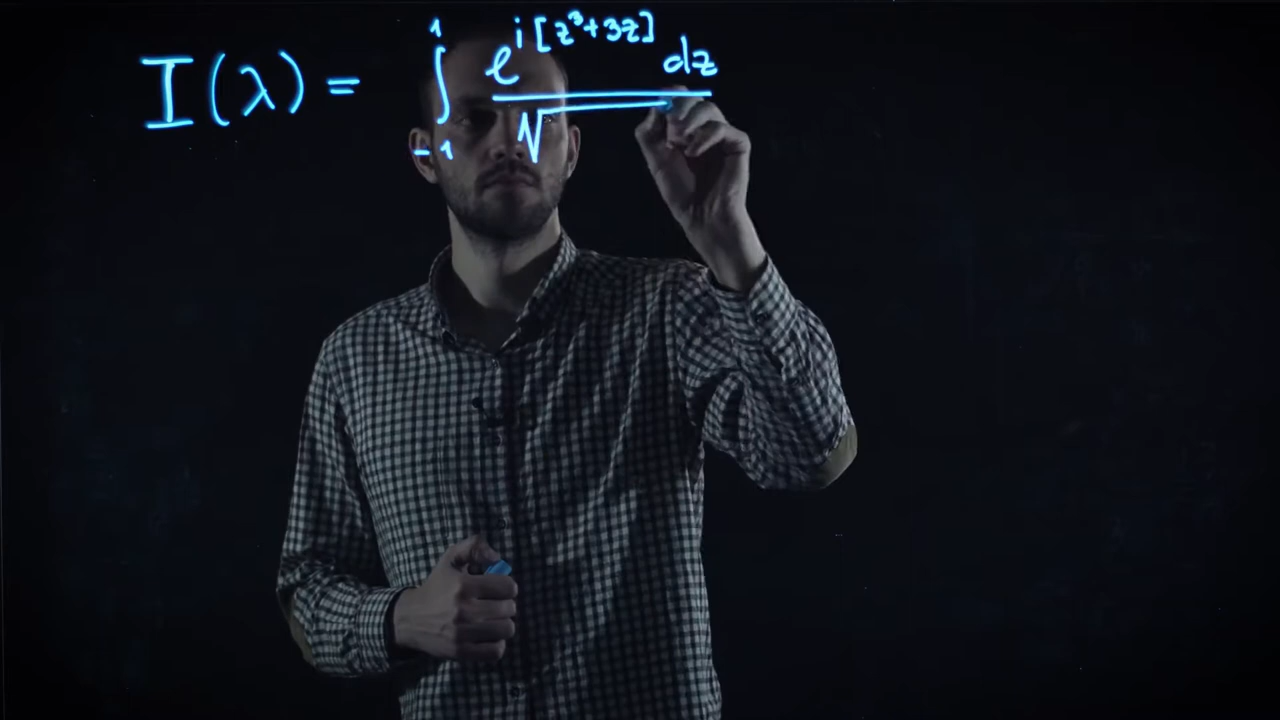 I(λ) = ∫₋₁¹ e^{i[z³+3z]} dz / √